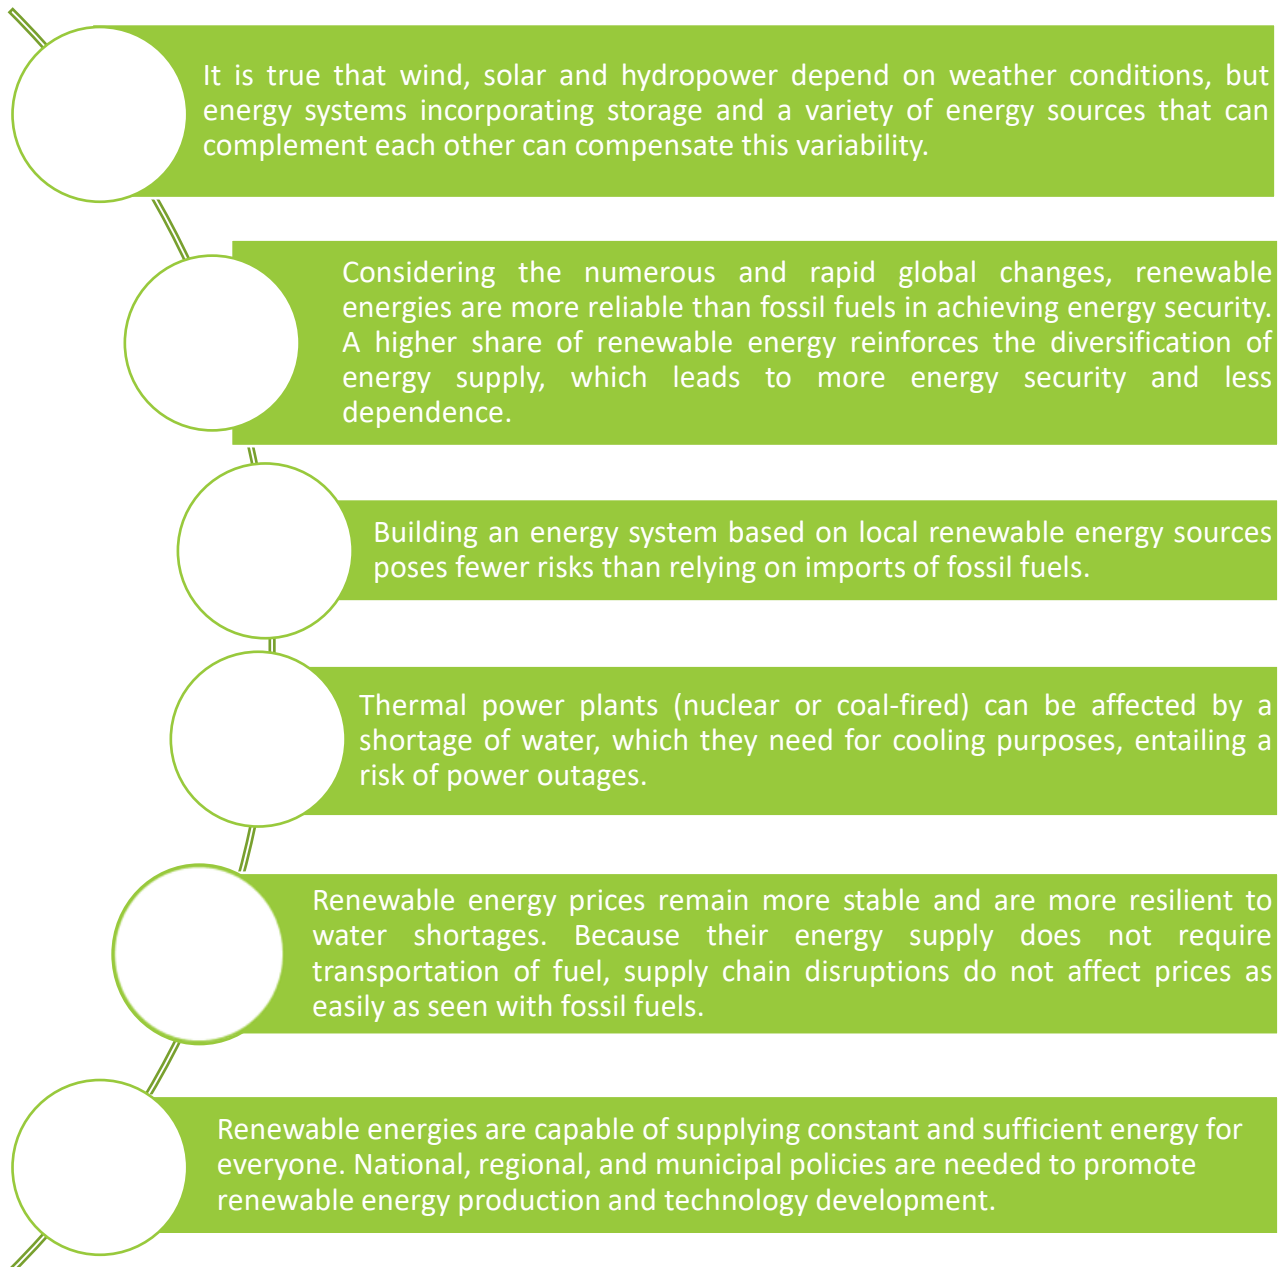 It is true that wind, solar and hydropower depend on weather conditions, but
energy systems incorporating storage and a variety of energy sources that can
complement each other can compensate this variability.
Considering the numerous and rapid global changes, renewable
energies are more reliable than fossil fuels in achieving energy security.
A higher share of renewable energy reinforces the diversification of
energy supply, which leads to more energy security and less
dependence.
Building an energy system based on local renewable energy sources
poses fewer risks than relying on imports of fossil fuels.
Thermal power plants (nuclear or coal-fired) can be affected by a
shortage of water, which they need for cooling purposes, entailing a
risk of power outages.
Renewable energy prices remain more stable and are more resilient to
water shortages. Because their energy supply does not require
transportation of fuel, supply chain disruptions do not affect prices as
easily as seen with fossil fuels.
Renewable energies are capable of supplying constant and sufficient energy for
everyone. National, regional, and municipal policies are needed to promote
renewable energy production and technology development.